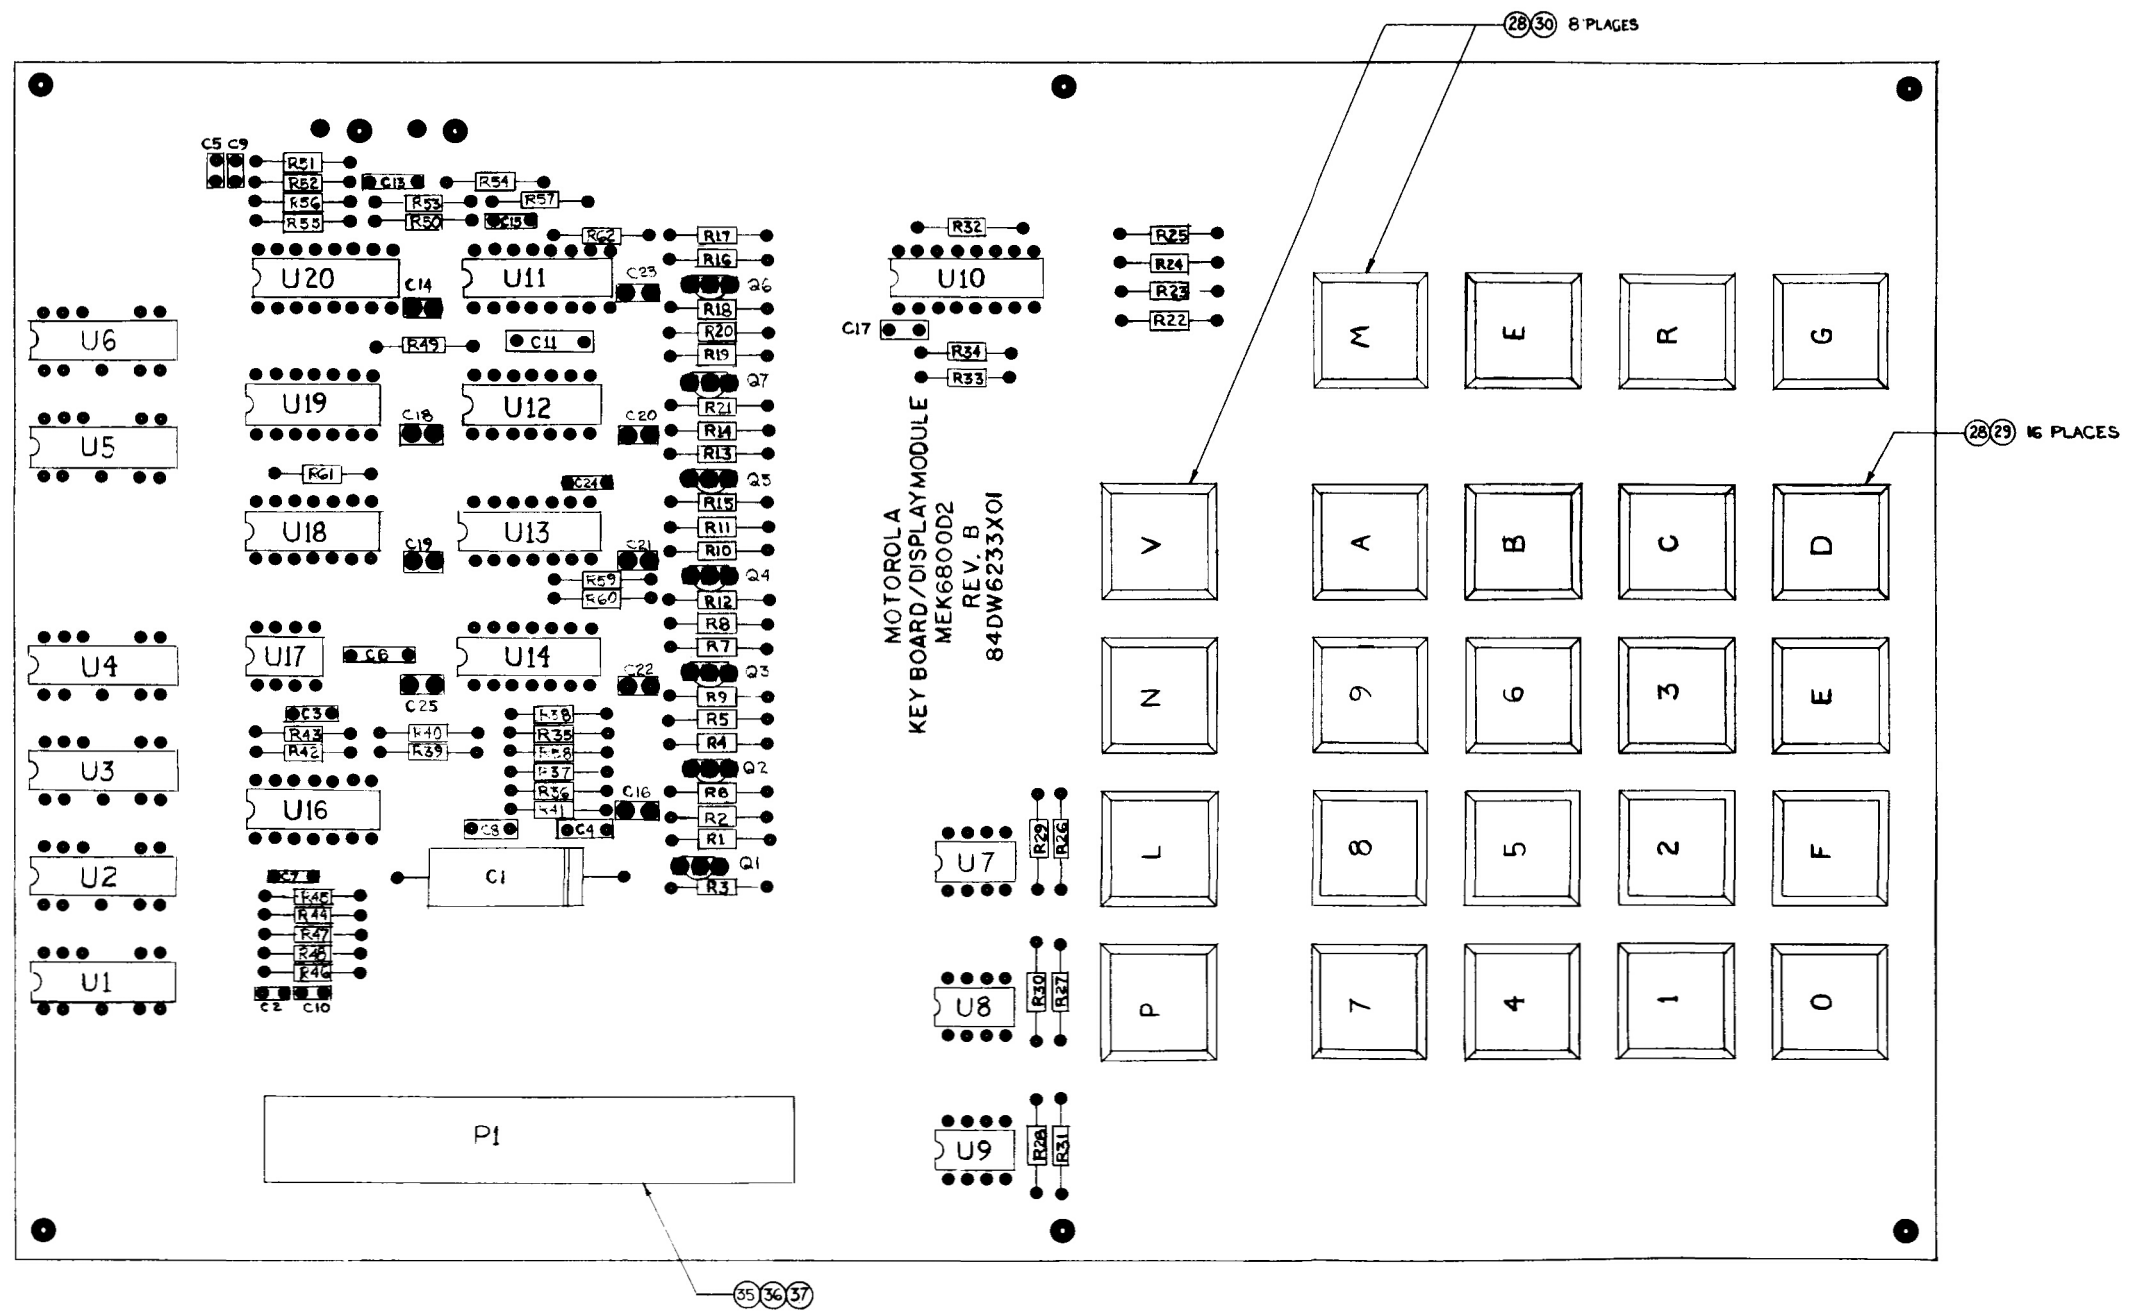 28 30 8 PLACES
C5 C9
R51
R52
C13
R54
R56
R53
R57
R55
R50
C15
R62
R17
R32
R25
R16
R24
U20
U11
C23
U10
C14
Q6
R23
R18
R22
U6
R20
C17
C11
R49
R19
R34
M
E
R
G
Q7
R33
U19
U12
R21
C18
C20
R14
28 29 16 PLACES
U5
R13
R61
C24
Q5
R15
U18
U13
R11
C19
C21
R10
Q4
R59
R60
R12
MOTOROLA
KEY BOARD/DISPLAY MODULE
MEK6800D2
REV. B
84DW6233X01
V
A
B
C
D
R8
R7
U4
U17
C6
U14
C22
Q3
C25
R9
N
9
6
3
E
C3
R38
R5
R43
R40
R35
R4
R42
R39
R58
U3
R37
Q2
R36
R6
C16
U16
R41
R2
C8
C4
R1
R29
R26
L
8
5
2
F
U2
C7
C1
Q1
U7
R3
R45
R44
R47
R48
R46
U1
C2 C10
U8
R30
R27
P
7
4
1
0
P1
U9
R28
R31
35 36 37